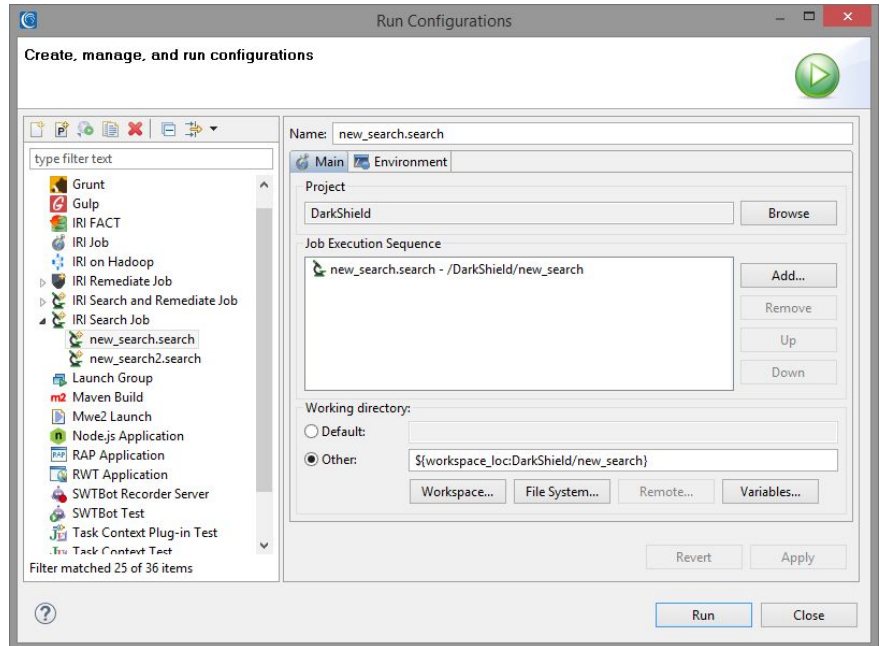 Run Configurations
Create, manage, and run configurations
type filter text
Grunt
Gulp
IRI FACT
IRI Job
IRI on Hadoop
IRI Remediate Job
IRI Search and Remediate Job
IRI Search Job
new_search.search
new_search2.search
Launch Group
m2 Maven Build
Mwe2 Launch
Node.js Application
RAP Application
RWT Application
SWTBot Recorder Server
SWTBot Test
Task Context Plug-in Test
Task Context Test
Filter matched 25 of 36 items
Name: new_search.search
Main Environment
Project
DarkShield Browse
Job Execution Sequence
new_search.search - /DarkShield/new_search
Add...
Remove
Up
Down
Working directory:
Default:
Other: ${workspace_loc:DarkShield/new_search}
Workspace... File System... Remote... Variables...
Revert Apply
Run Close